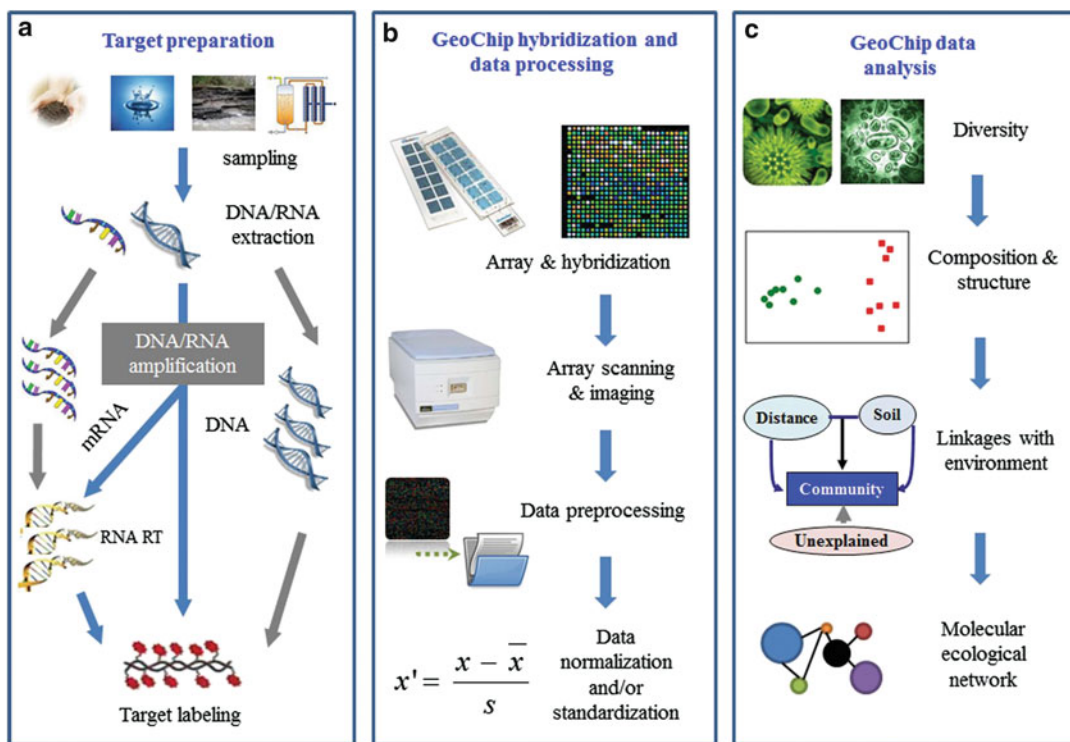 a
Target preparation
sampling
DNA/RNA
extraction
DNA/RNA
amplification
mRNA
DNA
RNA RT
Target labeling
b
GeoChip hybridization and
data processing
Array & hybridization
Array scanning
& imaging
Data preprocessing
x' = (x − x̅) / s
Data
normalization
and/or
standardization
c
GeoChip data
analysis
Diversity
Composition &
structure
Distance
Soil
Community
Unexplained
Linkages with
environment
Molecular
ecological
network